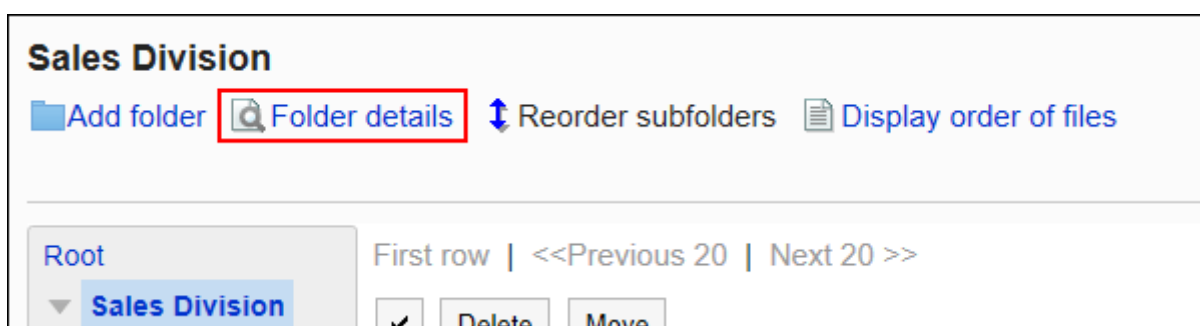 Sales Division
Add folder Folder details Reorder subfolders Display order of files
Root
First row | <<Previous 20 | Next 20 >>
Sales Division
Delete Move